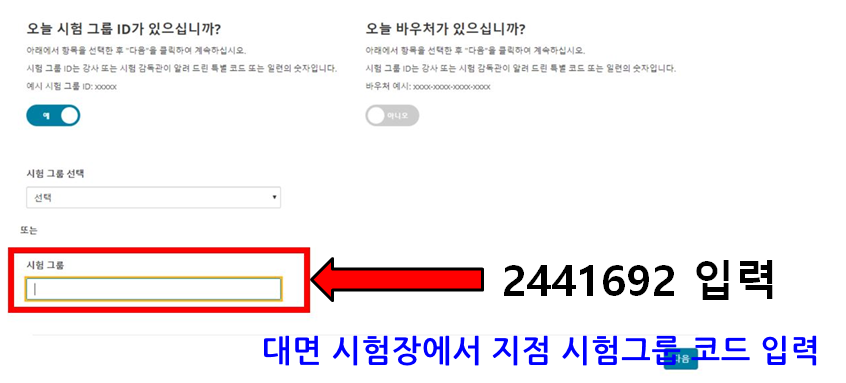 오늘 시험 그룹 ID가 있으십니까?
아래에서 항목을 선택한 후 "다음"을 클릭하여 계속하십시오.
시험 그룹 ID는 강사 또는 시험 감독관이 알려 드린 특별 코드 또는 일련의 숫자입니다.
예시 시험 그룹 ID: xxxxx
예
오늘 바우처가 있으십니까?
아래에서 항목을 선택한 후 "다음"을 클릭하여 계속하십시오.
시험 그룹 ID는 강사 또는 시험 감독관이 알려 드린 특별 코드 또는 일련의 숫자입니다.
바우처 예시: xxxx-xxxx-xxxx-xxxx
아니오
시험 그룹 선택
선택
또는
시험 그룹
2441692 입력
대면 시험장에서 지점 시험그룹 코드 입력
다음